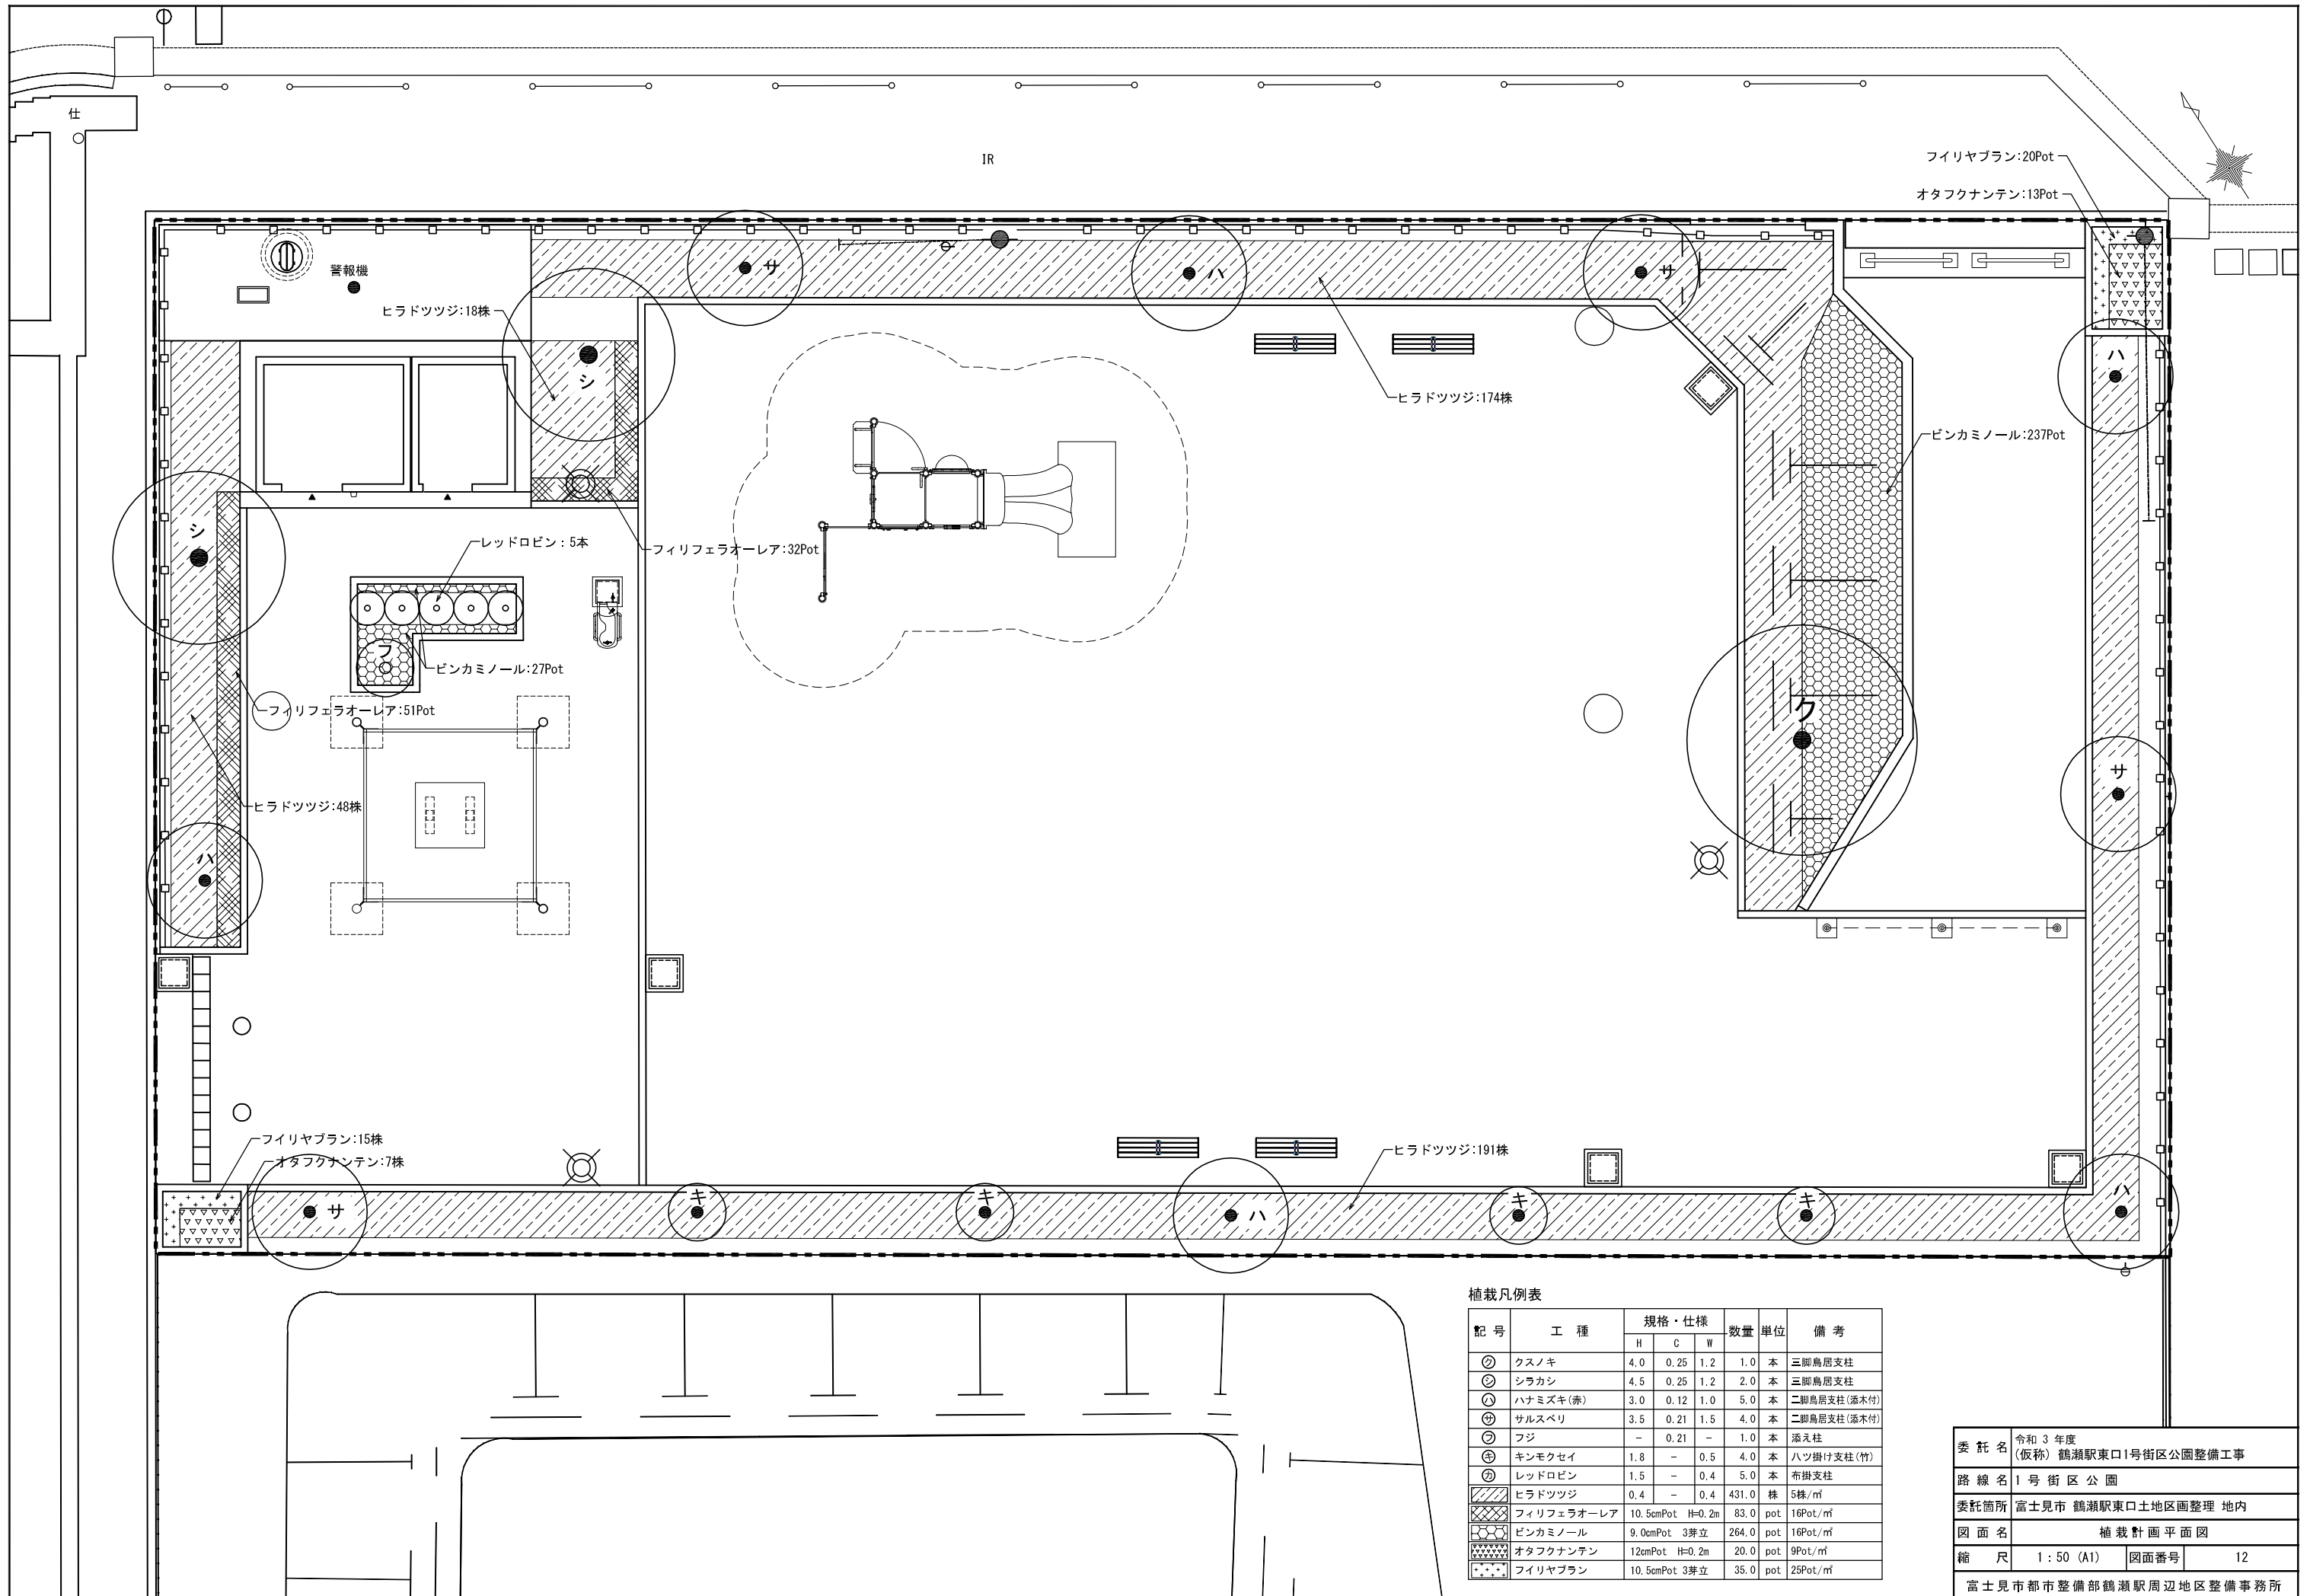 仕
IR
フイリヤブラン:20Pot
オタフクナンテン:13Pot
サ
ハ
サ
警報機
ヒラドツツジ:18株
シ
ハ
ヒラドツツジ:174株
ビンカミノール:237Pot
シ
レッドロビン:5本
フィリフェラオーレア:32Pot
フ
ビンカミノール:27Pot
フィリフェラオーレア:51Pot
ク
サ
ヒラドツツジ:48株
ハ
フイリヤブラン:15株
オタフクナンテン:7株
ヒラドツツジ:191株
サ
キ
キ
ハ
キ
キ
ハ
植栽凡例表
記号 工種 規格・仕様 数量 単位 備考
H C W
ク クスノキ 4.0 0.25 1.2 1.0 本 三脚鳥居支柱
シ シラカシ 4.5 0.25 1.2 2.0 本 三脚鳥居支柱
ハ ハナミズキ(赤) 3.0 0.12 1.0 5.0 本 二脚鳥居支柱(添木付)
サ サルスベリ 3.5 0.21 1.5 4.0 本 二脚鳥居支柱(添木付)
フ フジ － 0.21 － 1.0 本 添え柱
キ キンモクセイ 1.8 － 0.5 4.0 本 八ツ掛け支柱(竹)
カ レッドロビン 1.5 － 0.4 5.0 本 布掛支柱
ヒラドツツジ 0.4 － 0.4 431.0 株 5株/㎡
フィリフェラオーレア 10.5cmPot H=0.2m 83.0 pot 16Pot/㎡
ビンカミノール 9.0cmPot 3芽立 264.0 pot 16Pot/㎡
オタフクナンテン 12cmPot H=0.2m 20.0 pot 9Pot/㎡
フイリヤブラン 10.5cmPot 3芽立 35.0 pot 25Pot/㎡
委託名 令和 3 年度
(仮称) 鶴瀬駅東口1号街区公園整備工事
路線名 1号街区公園
委託箇所 富士見市 鶴瀬駅東口土地区画整理 地内
図面名 植栽計画平面図
縮尺 1:50 (A1) 図面番号 12
富士見市都市整備部鶴瀬駅周辺地区整備事務所